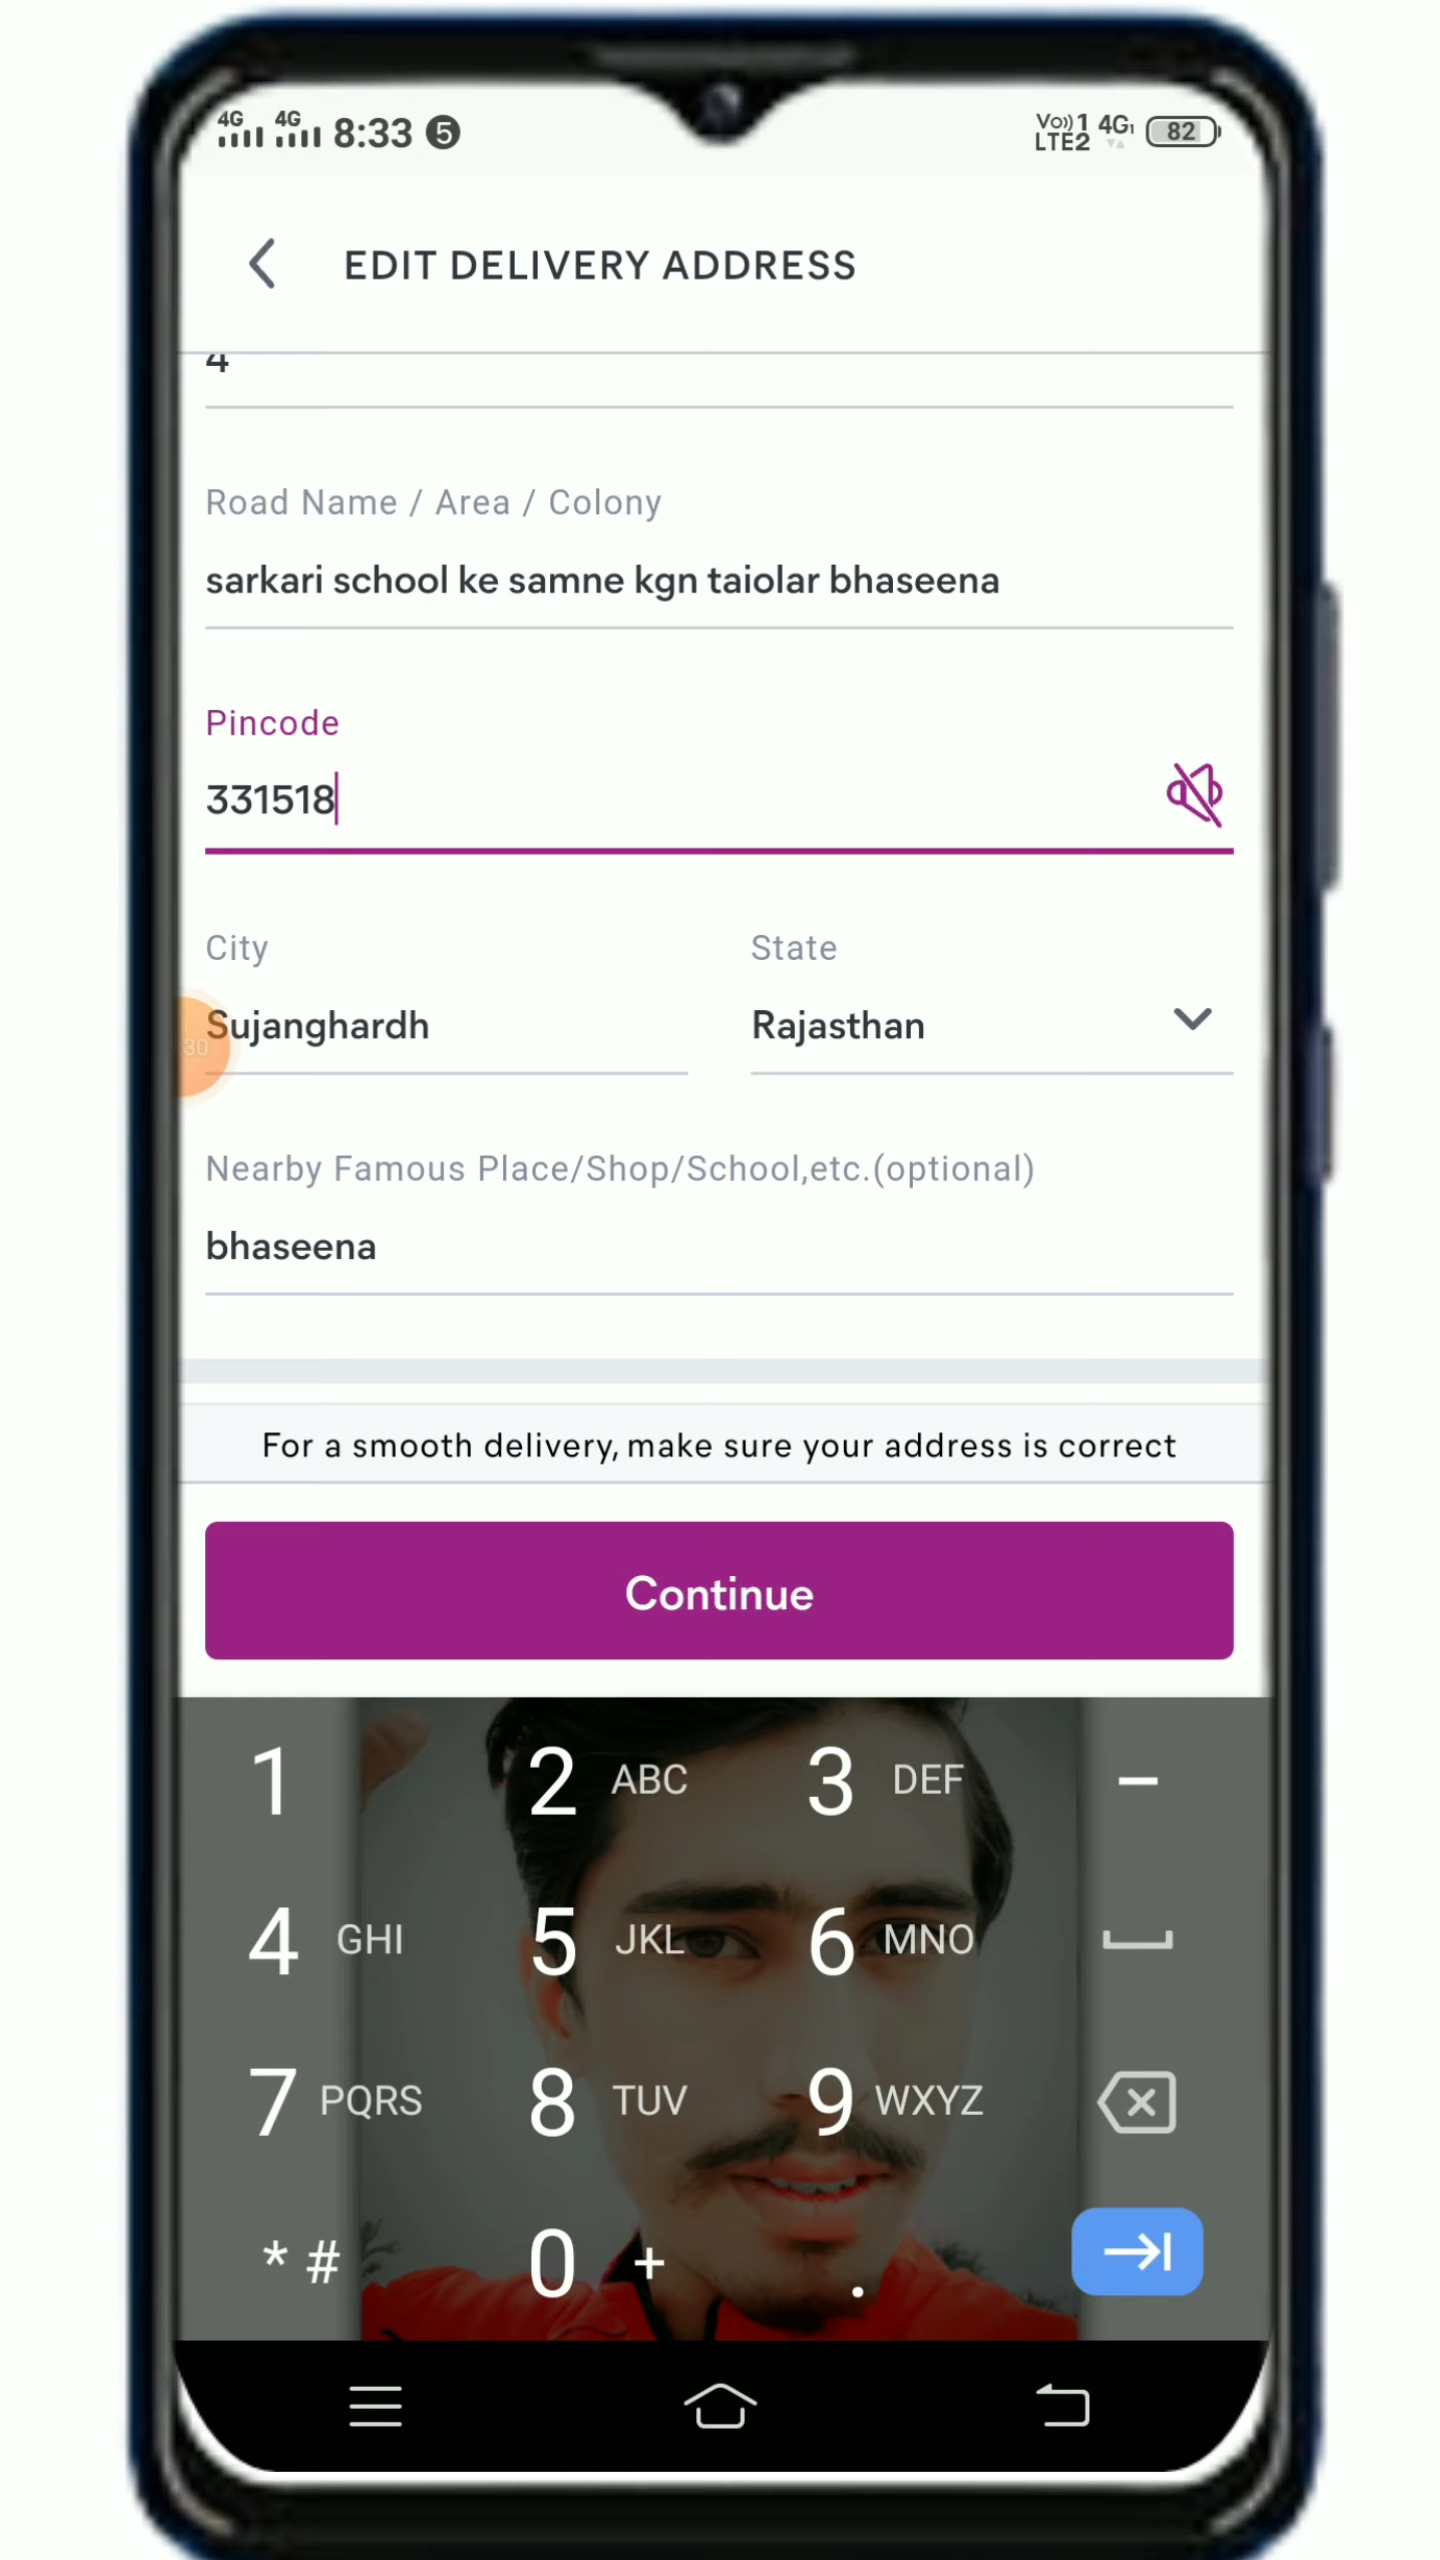 4G 4G 8:33 5 Vo)) 1 4G1 82
LTE2
EDIT DELIVERY ADDRESS
4
Road Name / Area / Colony
sarkari school ke samne kgn taiolar bhaseena
Pincode
331518
City State
Sujanghardh Rajasthan
30
Nearby Famous Place/Shop/School,etc.(optional)
bhaseena
For a smooth delivery, make sure your address is correct
Continue
1 2 ABC 3 DEF –
4 GHI 5 JKL 6 MNO
7 PQRS 8 TUV 9 WXYZ
* # 0 + .